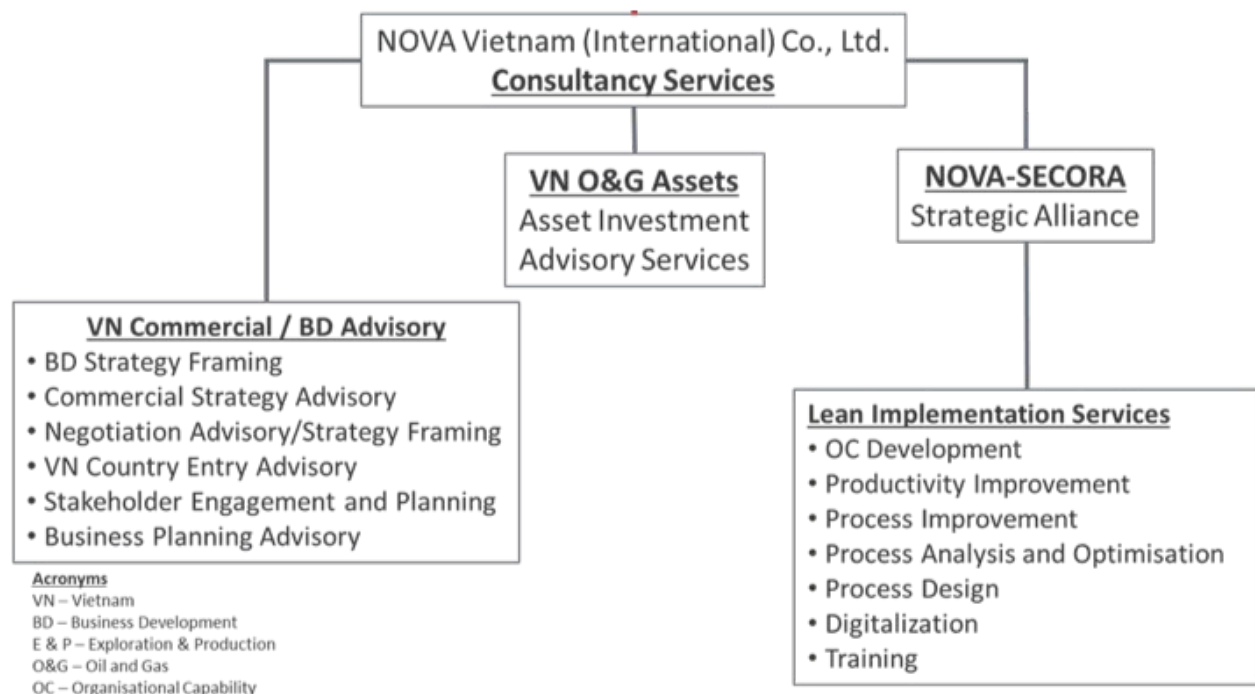 NOVA Vietnam (International) Co., Ltd.
Consultancy Services
VN O&G Assets
Asset Investment
Advisory Services
NOVA-SECORA
Strategic Alliance
VN Commercial / BD Advisory
• BD Strategy Framing
• Commercial Strategy Advisory
• Negotiation Advisory/Strategy Framing
• VN Country Entry Advisory
• Stakeholder Engagement and Planning
• Business Planning Advisory
Lean Implementation Services
• OC Development
• Productivity Improvement
• Process Improvement
• Process Analysis and Optimisation
• Process Design
• Digitalization
• Training
Acronyms
VN – Vietnam
BD – Business Development
E & P – Exploration & Production
O&G – Oil and Gas
OC – Organisational Capability